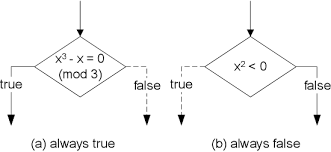 x³ - x = 0
(mod 3)
true
false
(a) always true
x² < 0
true
false
(b) always false